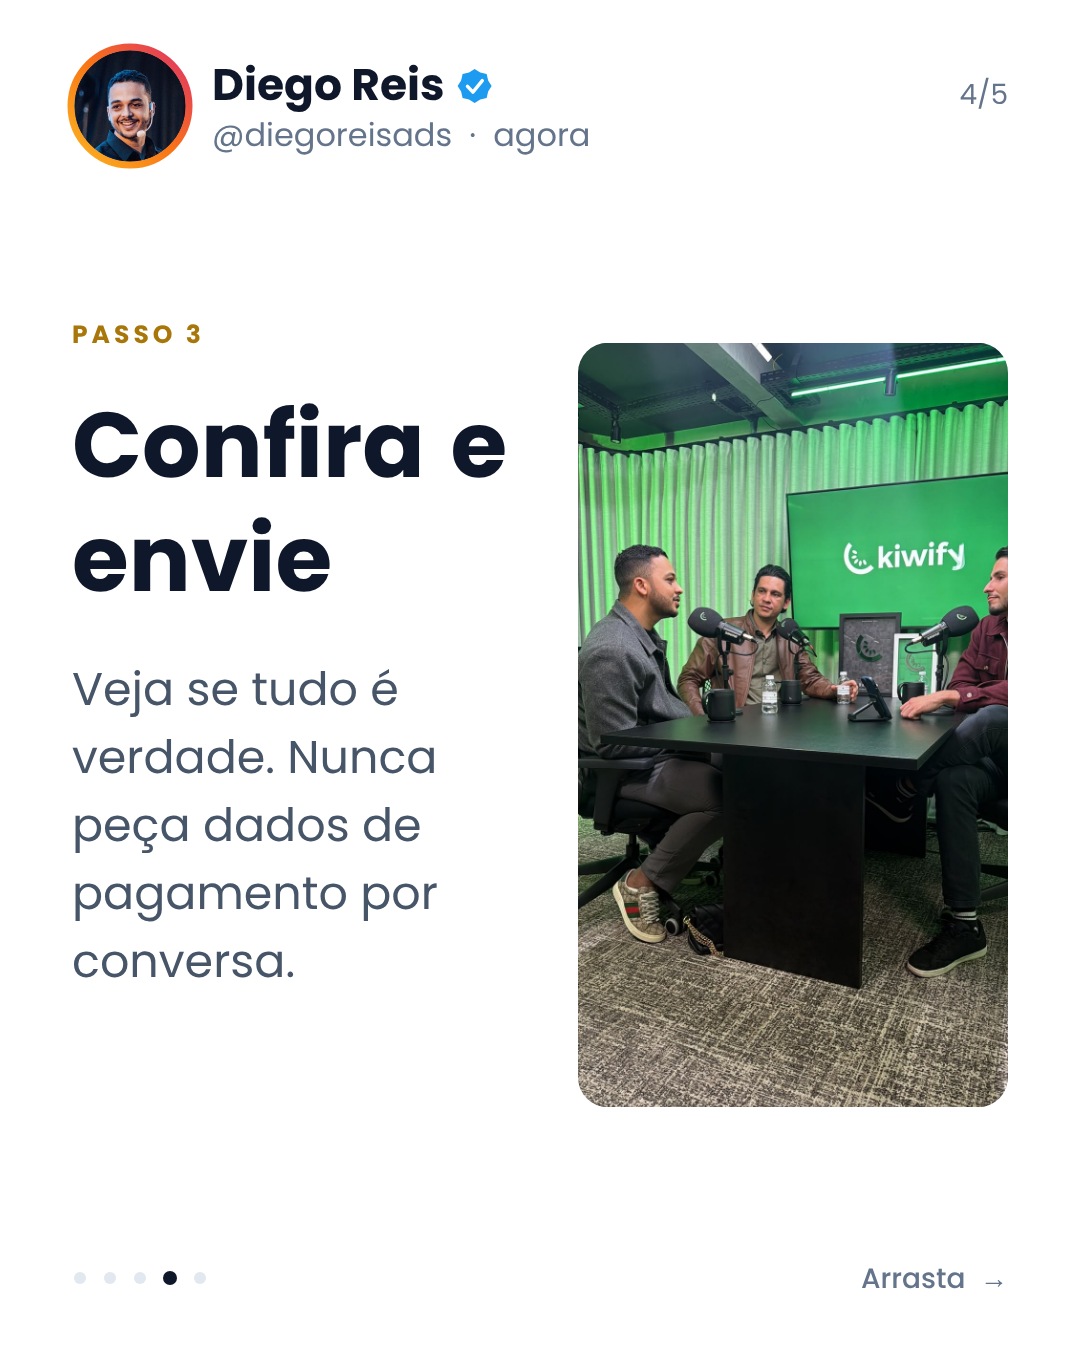 Diego Reis
@diegoreisads · agora
4/5
PASSO 3
Confira e
envie
Veja se tudo é
verdade. Nunca
peça dados de
pagamento por
conversa.
kiwify
Arrasta →